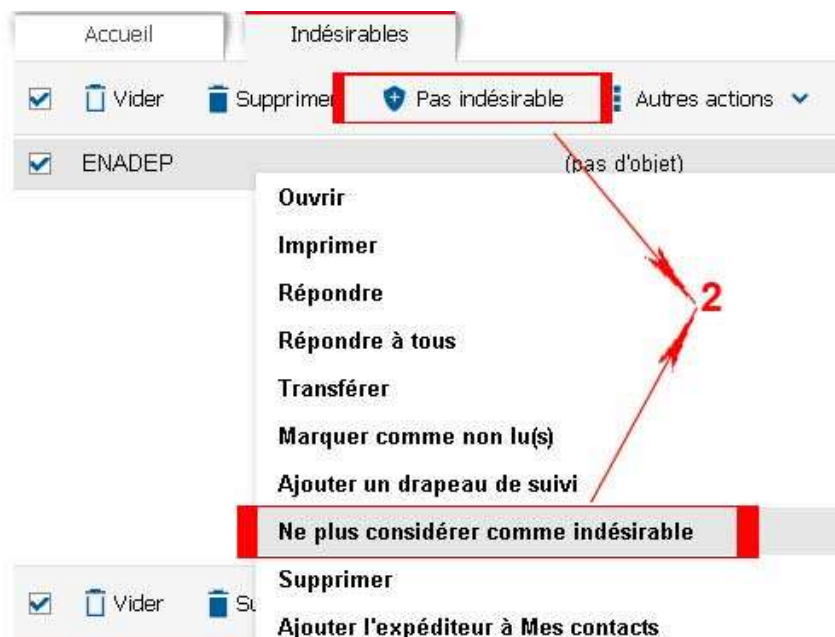 Accueil Indésirables
Vider Supprimer Pas indésirable Autres actions
ENADEP (pas d'objet)
Ouvrir
Imprimer
Répondre
Répondre à tous
Transférer
2
Marquer comme non lu(s)
Ajouter un drapeau de suivi
Ne plus considérer comme indésirable
Supprimer
Vider Su
Ajouter l'expéditeur à Mes contacts